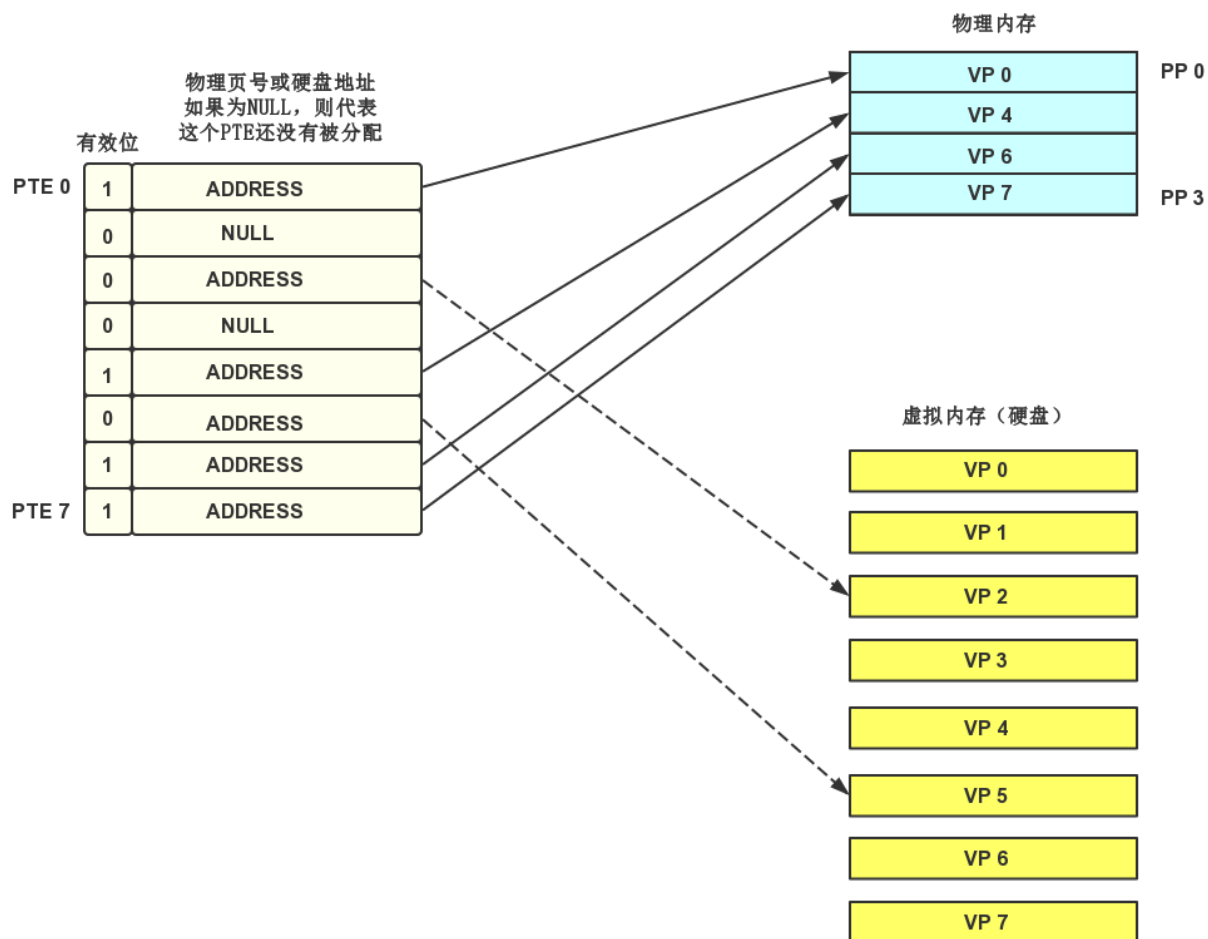 物理内存
VP 0
PP 0
VP 4
VP 6
VP 7
PP 3
物理页号或硬盘地址
如果为NULL，则代表
这个PTE还没有被分配
有效位
PTE 0
1
ADDRESS
0
NULL
0
ADDRESS
0
NULL
1
ADDRESS
0
ADDRESS
1
ADDRESS
PTE 7
1
ADDRESS
虚拟内存（硬盘）
VP 0
VP 1
VP 2
VP 3
VP 4
VP 5
VP 6
VP 7